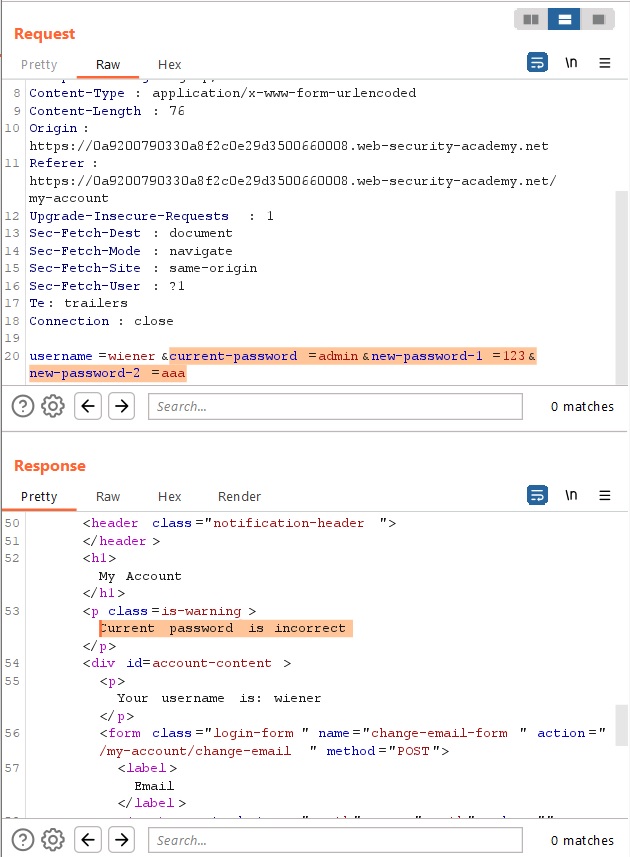 Request
Pretty Raw Hex
\n
8 Content-Type : application/x-www-form-urlencoded
9 Content-Length : 76
10 Origin :
https://0a9200790330a8f2c0e29d3500660008.web-security-academy.net
11 Referer :
https://0a9200790330a8f2c0e29d3500660008.web-security-academy.net/
my-account
12 Upgrade-Insecure-Requests : 1
13 Sec-Fetch-Dest : document
14 Sec-Fetch-Mode : navigate
15 Sec-Fetch-Site : same-origin
16 Sec-Fetch-User : ?1
17 Te: trailers
18 Connection : close
19
20 username =wiener &current-password =admin &new-password-1 =123&
new-password-2 =aaa
Search... 0 matches
Response
Pretty Raw Hex Render
\n
50 <header class="notification-header ">
51 </header >
52 <h1>
My Account
</h1>
53 <p class=is-warning >
Current password is incorrect
</p>
54 <div id=account-content >
55 <p>
Your username is: wiener
</p>
56 <form class="login-form " name="change-email-form " action="
/my-account/change-email " method="POST">
57 <label>
Email
</label>
Search... 0 matches